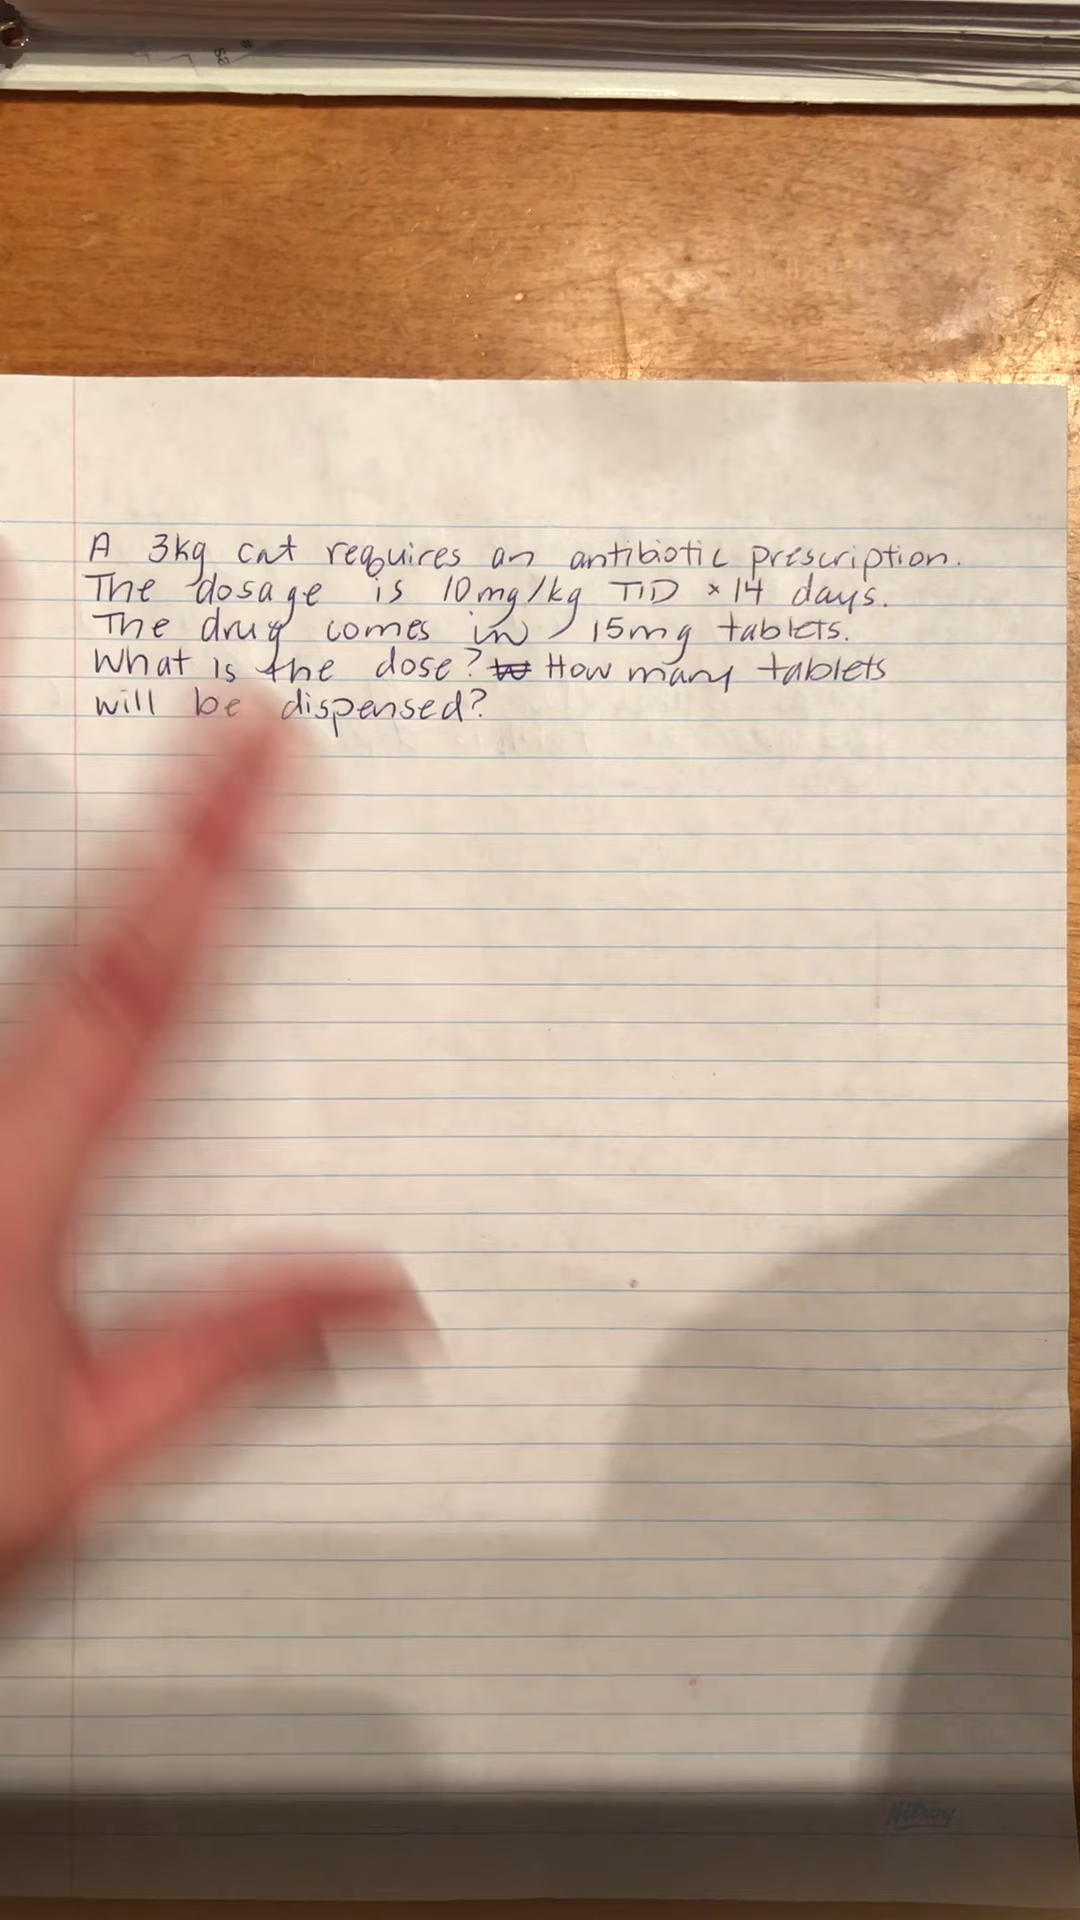 A 3kg cat requires an antibiotic prescription.
The dosage is 10mg/kg TID × 14 days.
The drug comes in 15mg tablets.
What is the dose? How many tablets
will be dispensed?
Hilroy